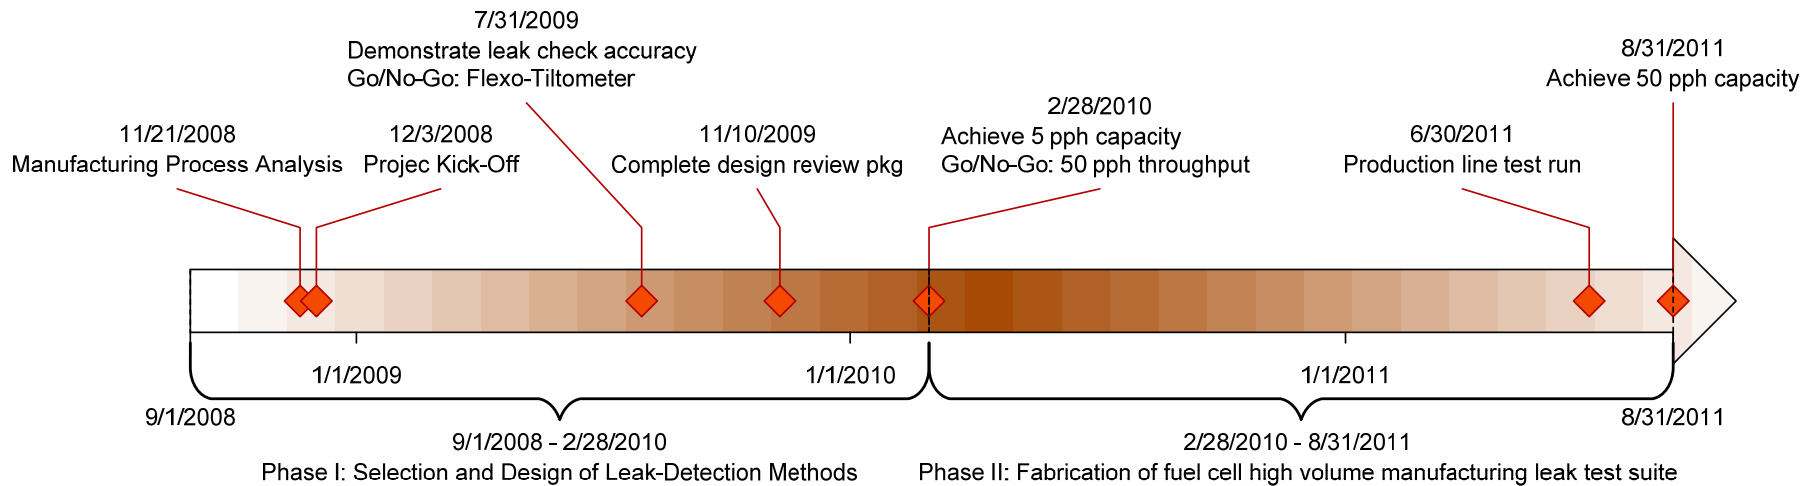 7/31/2009
Demonstrate leak check accuracy
Go/No-Go: Flexo-Tiltometer
8/31/2011
Achieve 50 pph capacity
11/21/2008
Manufacturing Process Analysis
12/3/2008
Projec Kick-Off
11/10/2009
Complete design review pkg
2/28/2010
Achieve 5 pph capacity
Go/No-Go: 50 pph throughput
6/30/2011
Production line test run
1/1/2009
1/1/2010
1/1/2011
9/1/2008
8/31/2011
9/1/2008 - 2/28/2010
Phase I: Selection and Design of Leak-Detection Methods
2/28/2010 - 8/31/2011
Phase II: Fabrication of fuel cell high volume manufacturing leak test suite